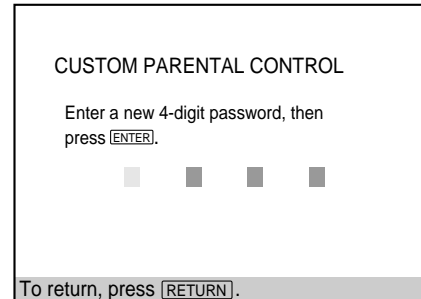 CUSTOM PARENTAL CONTROL
Enter a new 4-digit password, then
press ENTER.
To return, press RETURN.